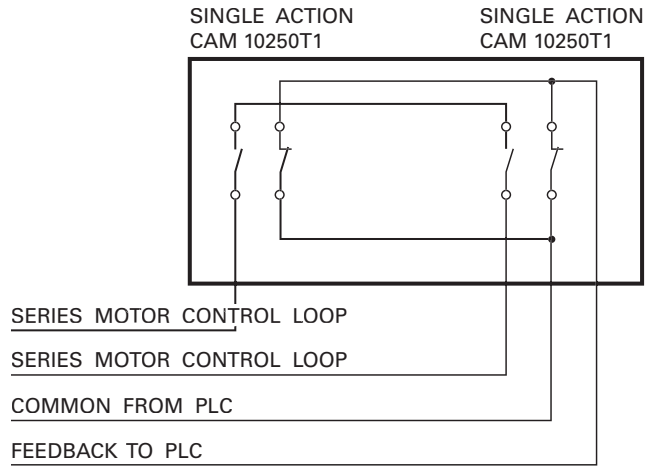 SINGLE ACTION
CAM 10250T1
SINGLE ACTION
CAM 10250T1
SERIES MOTOR CONTROL LOOP
SERIES MOTOR CONTROL LOOP
COMMON FROM PLC
FEEDBACK TO PLC